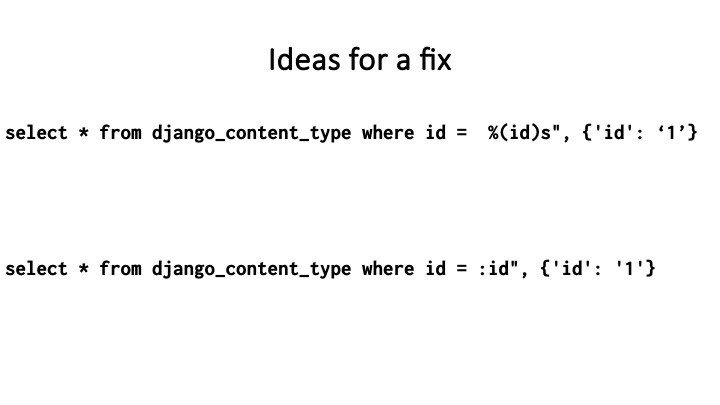 Ideas for a fix
select * from django_content_type where id =  %(id)s", {'id': ‘1’}
select * from django_content_type where id = :id", {'id': '1'}